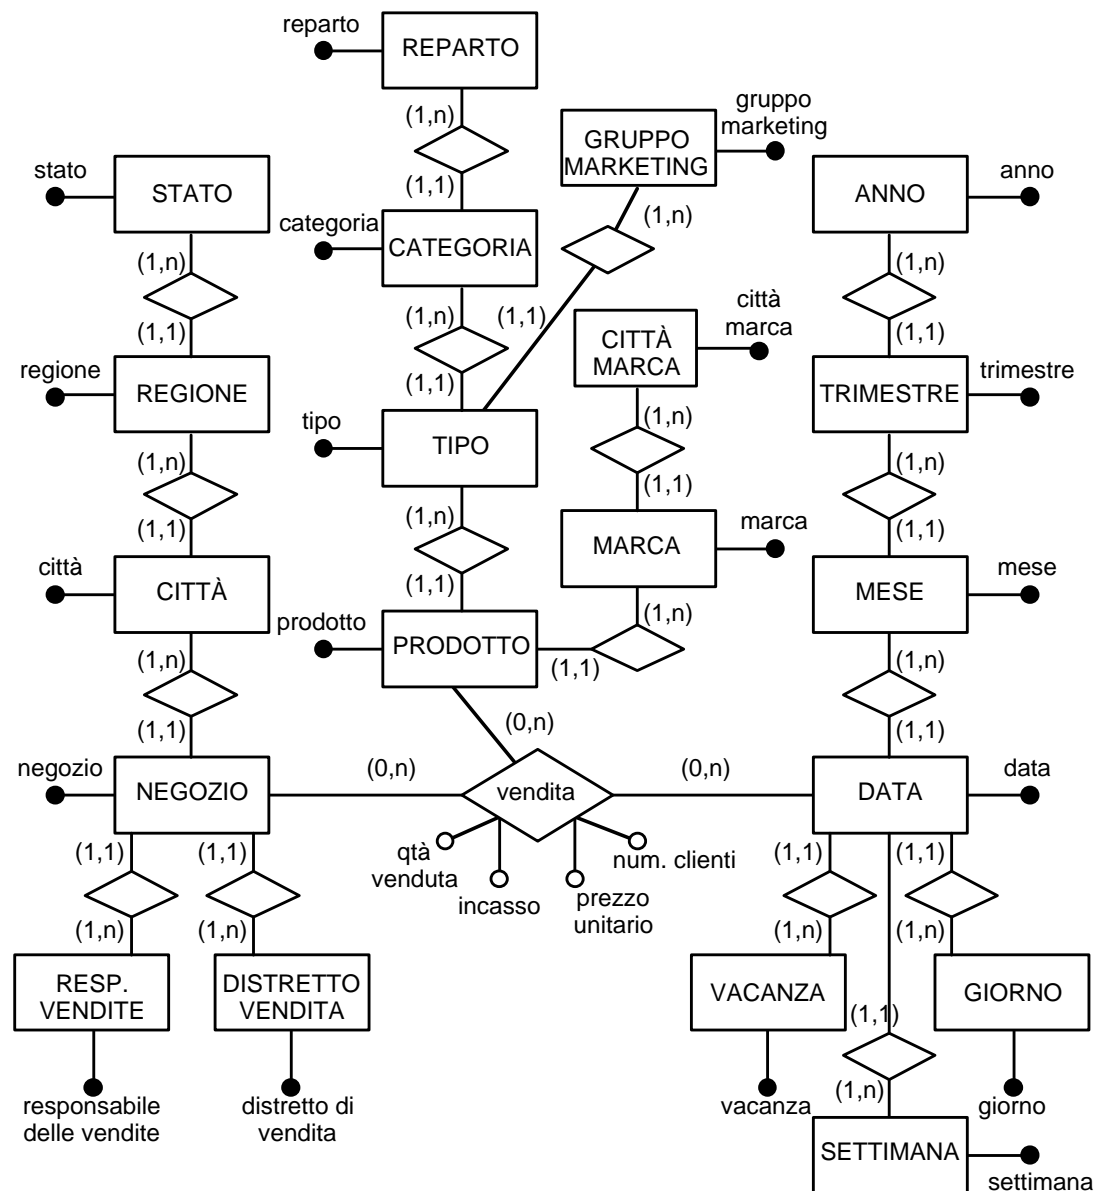 reparto
REPARTO
(1,n)
(1,1)
gruppo
marketing
GRUPPO
MARKETING
(1,n)
(1,1)
stato
STATO
(1,n)
(1,1)
categoria
CATEGORIA
(1,n)
(1,1)
anno
ANNO
(1,n)
(1,1)
città
marca
CITTÀ
MARCA
(1,n)
(1,1)
regione
REGIONE
(1,n)
(1,1)
tipo
TIPO
(1,n)
(1,1)
trimestre
TRIMESTRE
(1,n)
(1,1)
marca
MARCA
(1,n)
(1,1)
città
CITTÀ
(1,n)
(1,1)
prodotto
PRODOTTO
(0,n)
mese
MESE
(1,n)
(1,1)
negozio
NEGOZIO
(0,n)
vendita
(0,n)
data
DATA
qtà
venduta
incasso
prezzo
unitario
num. clienti
(1,1)
(1,n)
(1,1)
(1,n)
(1,1)
(1,n)
(1,1)
(1,n)
RESP.
VENDITE
DISTRETTO
VENDITA
VACANZA
GIORNO
(1,1)
(1,n)
responsabile
delle vendite
distretto di
vendita
vacanza
giorno
SETTIMANA
settimana